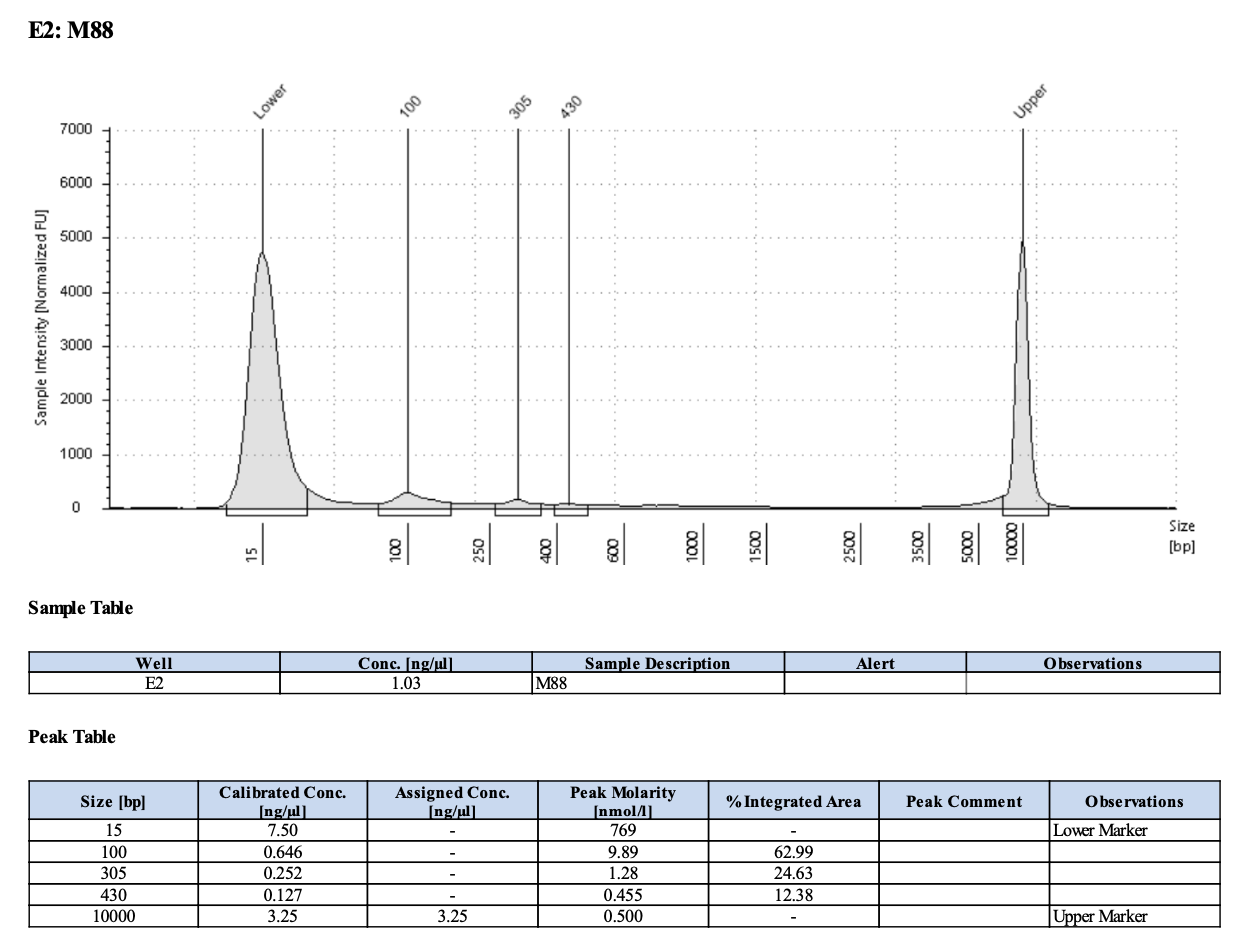 E2: M88
Lower
100
305
430
Upper
7000
6000
5000
4000
3000
2000
1000
0
Sample Intensity [Normalized FU]
15
100
250
400
600
1000
1500
2500
3500
5000
10000
Size
[bp]
Sample Table
Well Conc. [ng/µl] Sample Description Alert Observations
E2 1.03 M88
Peak Table
Size [bp] Calibrated Conc. [ng/µl] Assigned Conc. [ng/µl] Peak Molarity [nmol/l] % Integrated Area Peak Comment Observations
15 7.50 - 769 - Lower Marker
100 0.646 - 9.89 62.99
305 0.252 - 1.28 24.63
430 0.127 - 0.455 12.38
10000 3.25 3.25 0.500 - Upper Marker